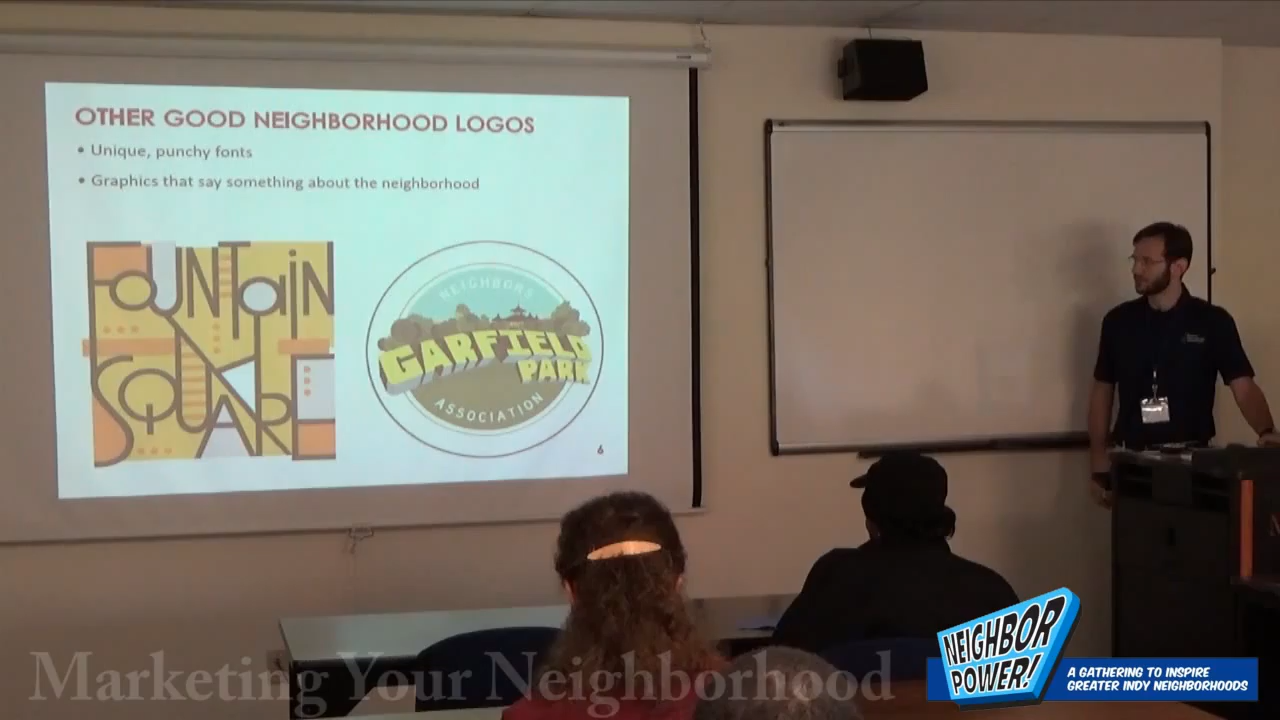 OTHER GOOD NEIGHBORHOOD LOGOS
• Unique, punchy fonts
• Graphics that say something about the neighborhood
FOUNTaiN
SQUARE
NEIGHBORS
GARFIELD
PARK
ASSOCIATION
6
Marketing Your Neighborhood
NEIGHBOR
POWER!
A GATHERING TO INSPIRE
GREATER INDY NEIGHBORHOODS